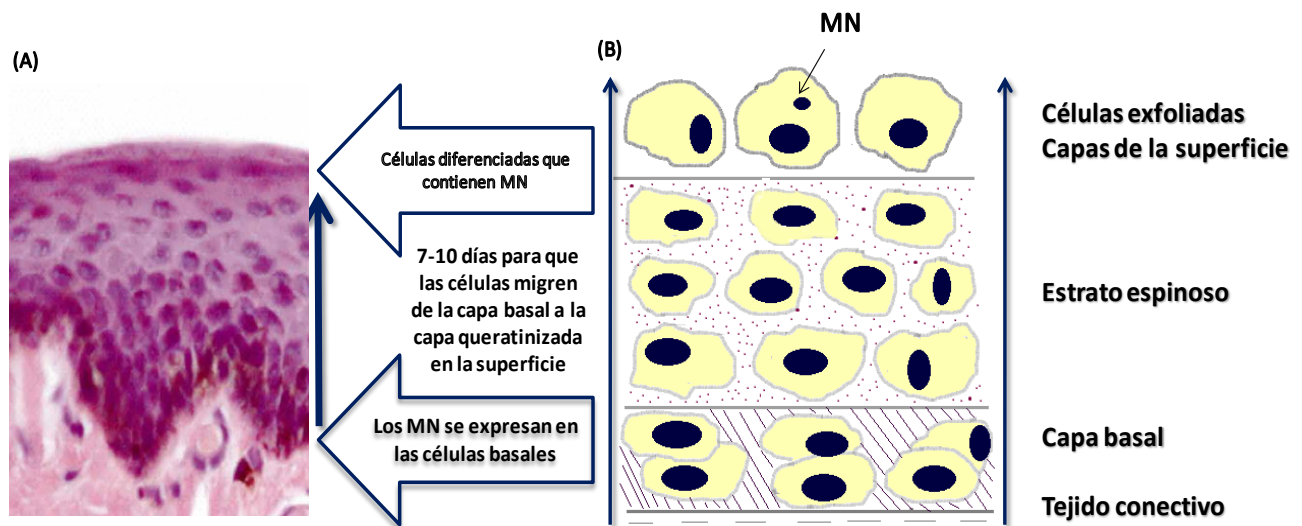 (A)
Células diferenciadas que
contienen MN
7-10 días para que
las células migren
de la capa basal a la
capa queratinizada
en la superficie
Los MN se expresan en
las células basales
(B)
MN
Células exfoliadas
Capas de la superficie
Estrato espinoso
Capa basal
Tejido conectivo